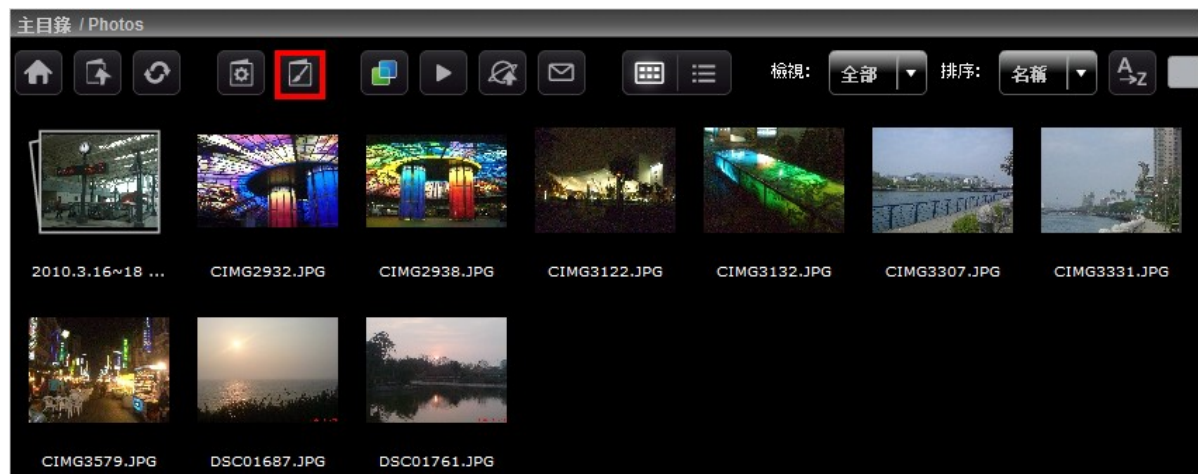 主目錄 / Photos
檢視: 全部 排序: 名稱 A→Z
2010.3.16~18 ... CIMG2932.JPG CIMG2938.JPG CIMG3122.JPG CIMG3132.JPG CIMG3307.JPG CIMG3331.JPG
CIMG3579.JPG DSC01687.JPG DSC01761.JPG